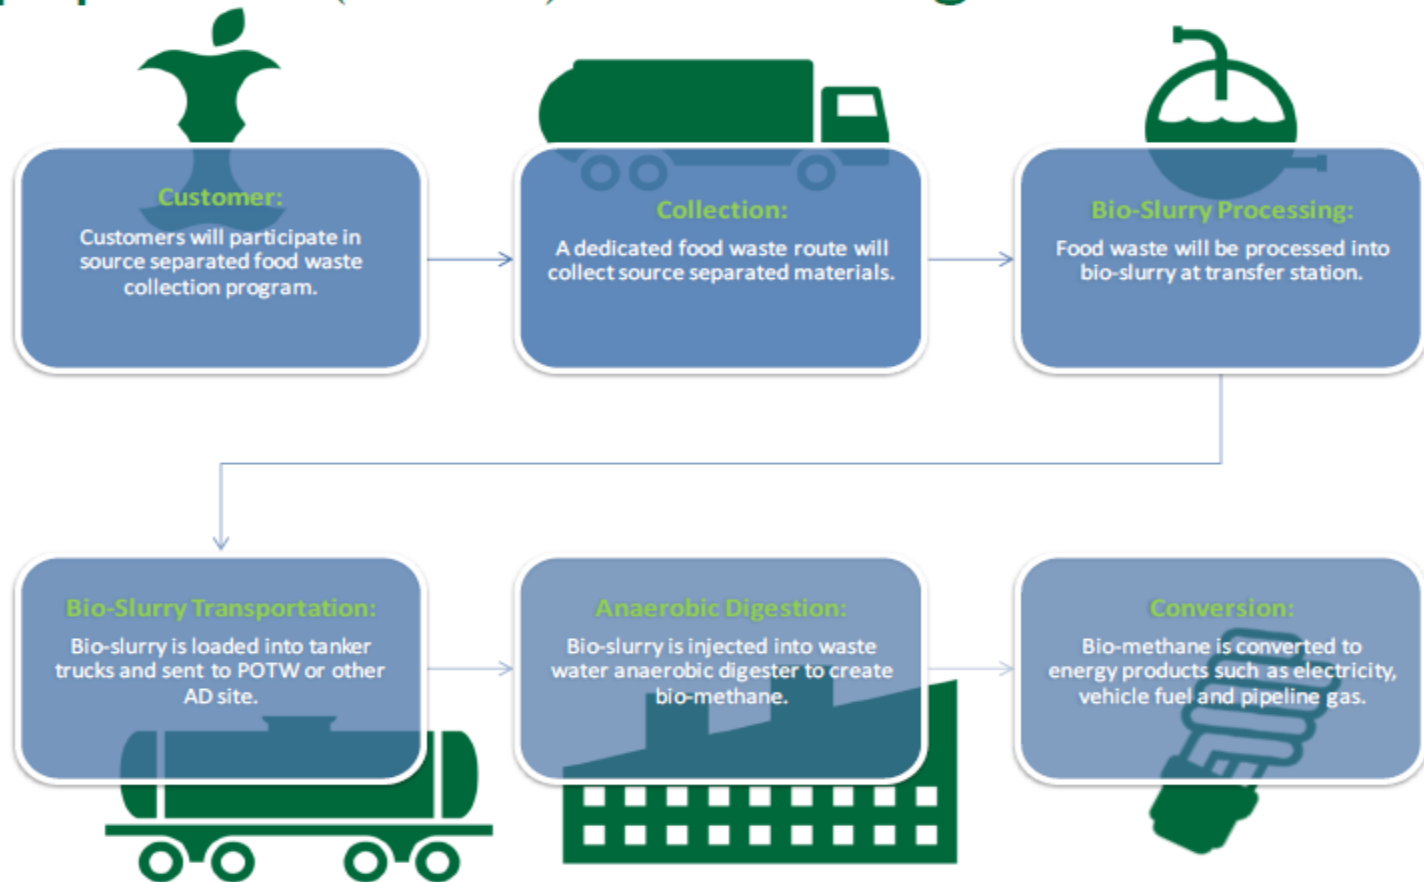 Customer:
Customers will participate in
source separated food waste
collection program.
Collection:
A dedicated food waste route will
collect source separated materials.
Bio-Slurry Processing:
Food waste will be processed into
bio-slurry at transfer station.
Bio-Slurry Transportation:
Bio-slurry is loaded into tanker
trucks and sent to POTW or other
AD site.
Anaerobic Digestion:
Bio-slurry is injected into waste
water anaerobic digester to create
bio-methane.
Conversion:
Bio-methane is converted to
energy products such as electricity,
vehicle fuel and pipeline gas.